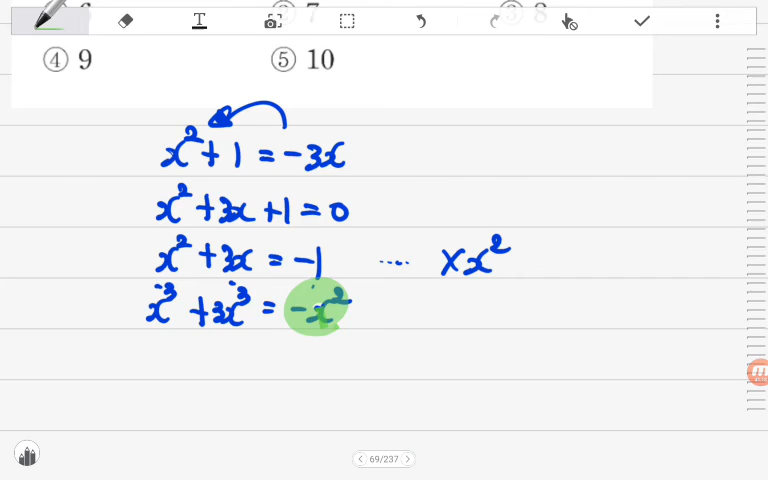 ④ 9 ⑤ 10
x² + 1 = -3x
x² + 3x + 1 = 0
x² + 3x = -1 ..... × x²
x³ + 3x³ = -x²
69/237